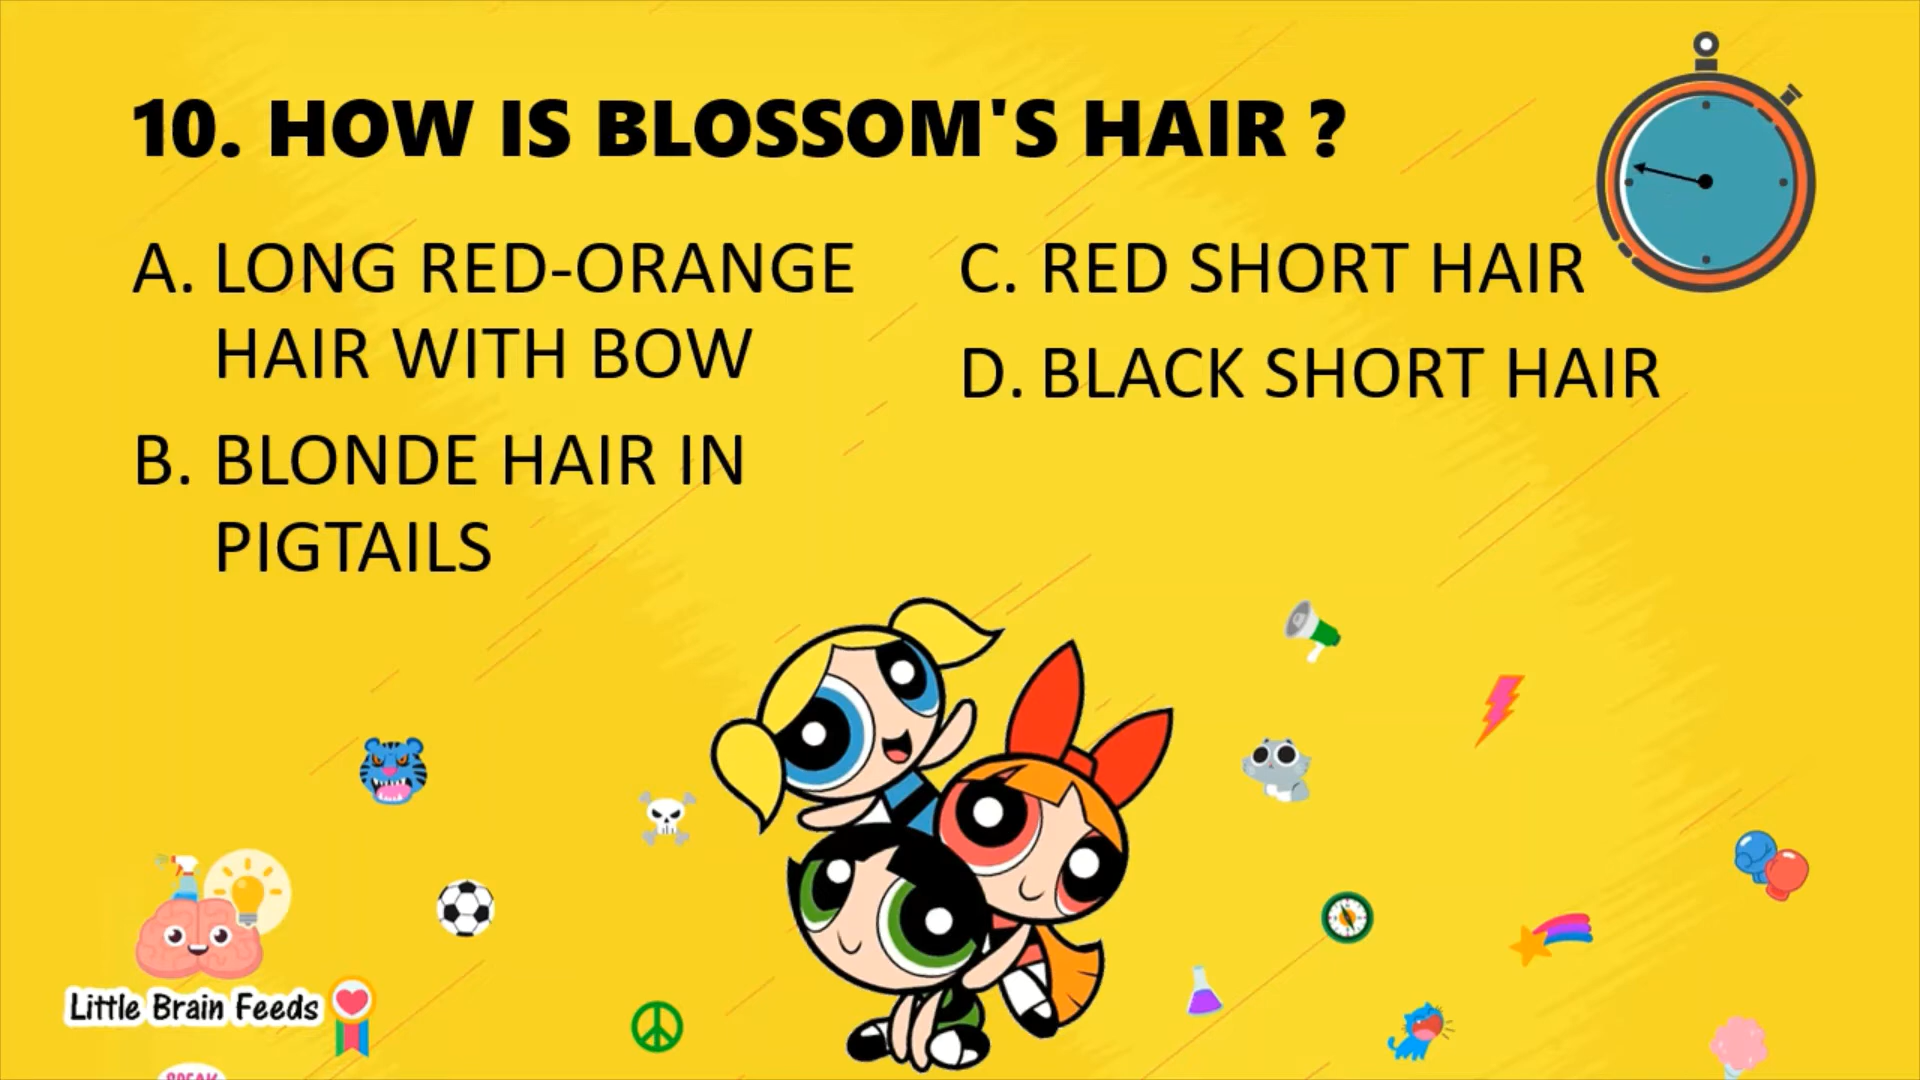 10. HOW IS BLOSSOM'S HAIR ?
A. LONG RED-ORANGE
HAIR WITH BOW
B. BLONDE HAIR IN
PIGTAILS
C. RED SHORT HAIR
D. BLACK SHORT HAIR
Little Brain Feeds